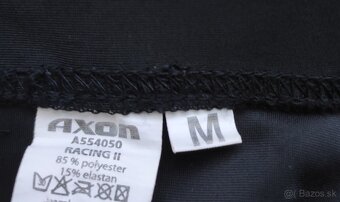 AXON
A554050
RACING II
85 % polyester
15% elastan
M
© Bazos.sk